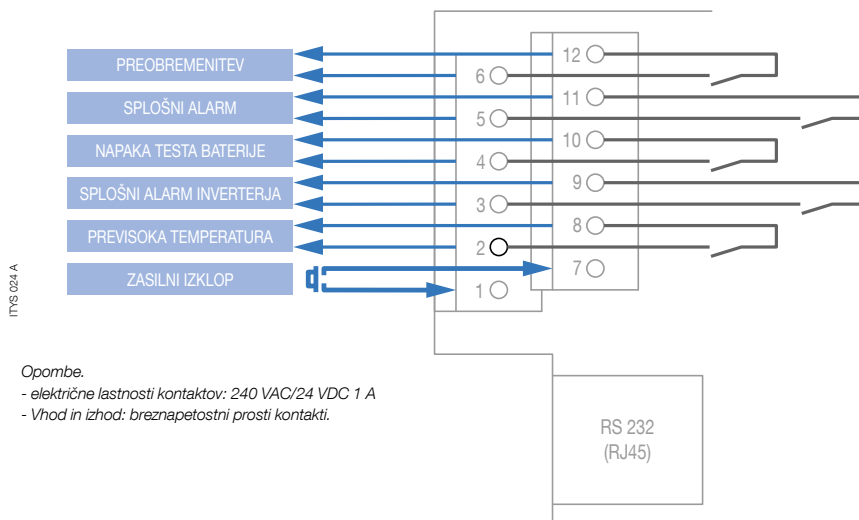 PREOBREMENITEV
SPLOŠNI ALARM
NAPAKA TESTA BATERIJE
SPLOŠNI ALARM INVERTERJA
PREVISOKA TEMPERATURA
ZASILNI IZKLOP
12
6
11
5
10
4
9
3
8
2
7
1
ITYS 024 A
Opombe.
- električne lastnosti kontaktov: 240 VAC/24 VDC 1 A
- Vhod in izhod: breznapetostni prosti kontakti.
RS 232
(RJ45)